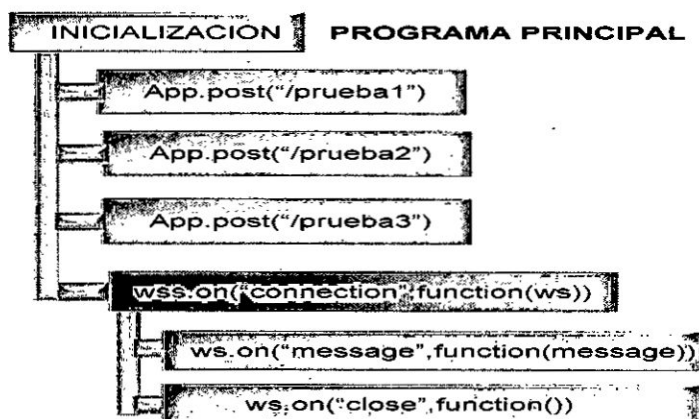 INICIALIZACIÓN PROGRAMA PRINCIPAL
App.post(“/prueba1”)
App.post(“/prueba2”)
App.post(“/prueba3”)
wss.on(“connection”,function(ws))
ws.on(“message”,function(message))
ws.on(“close”,function())